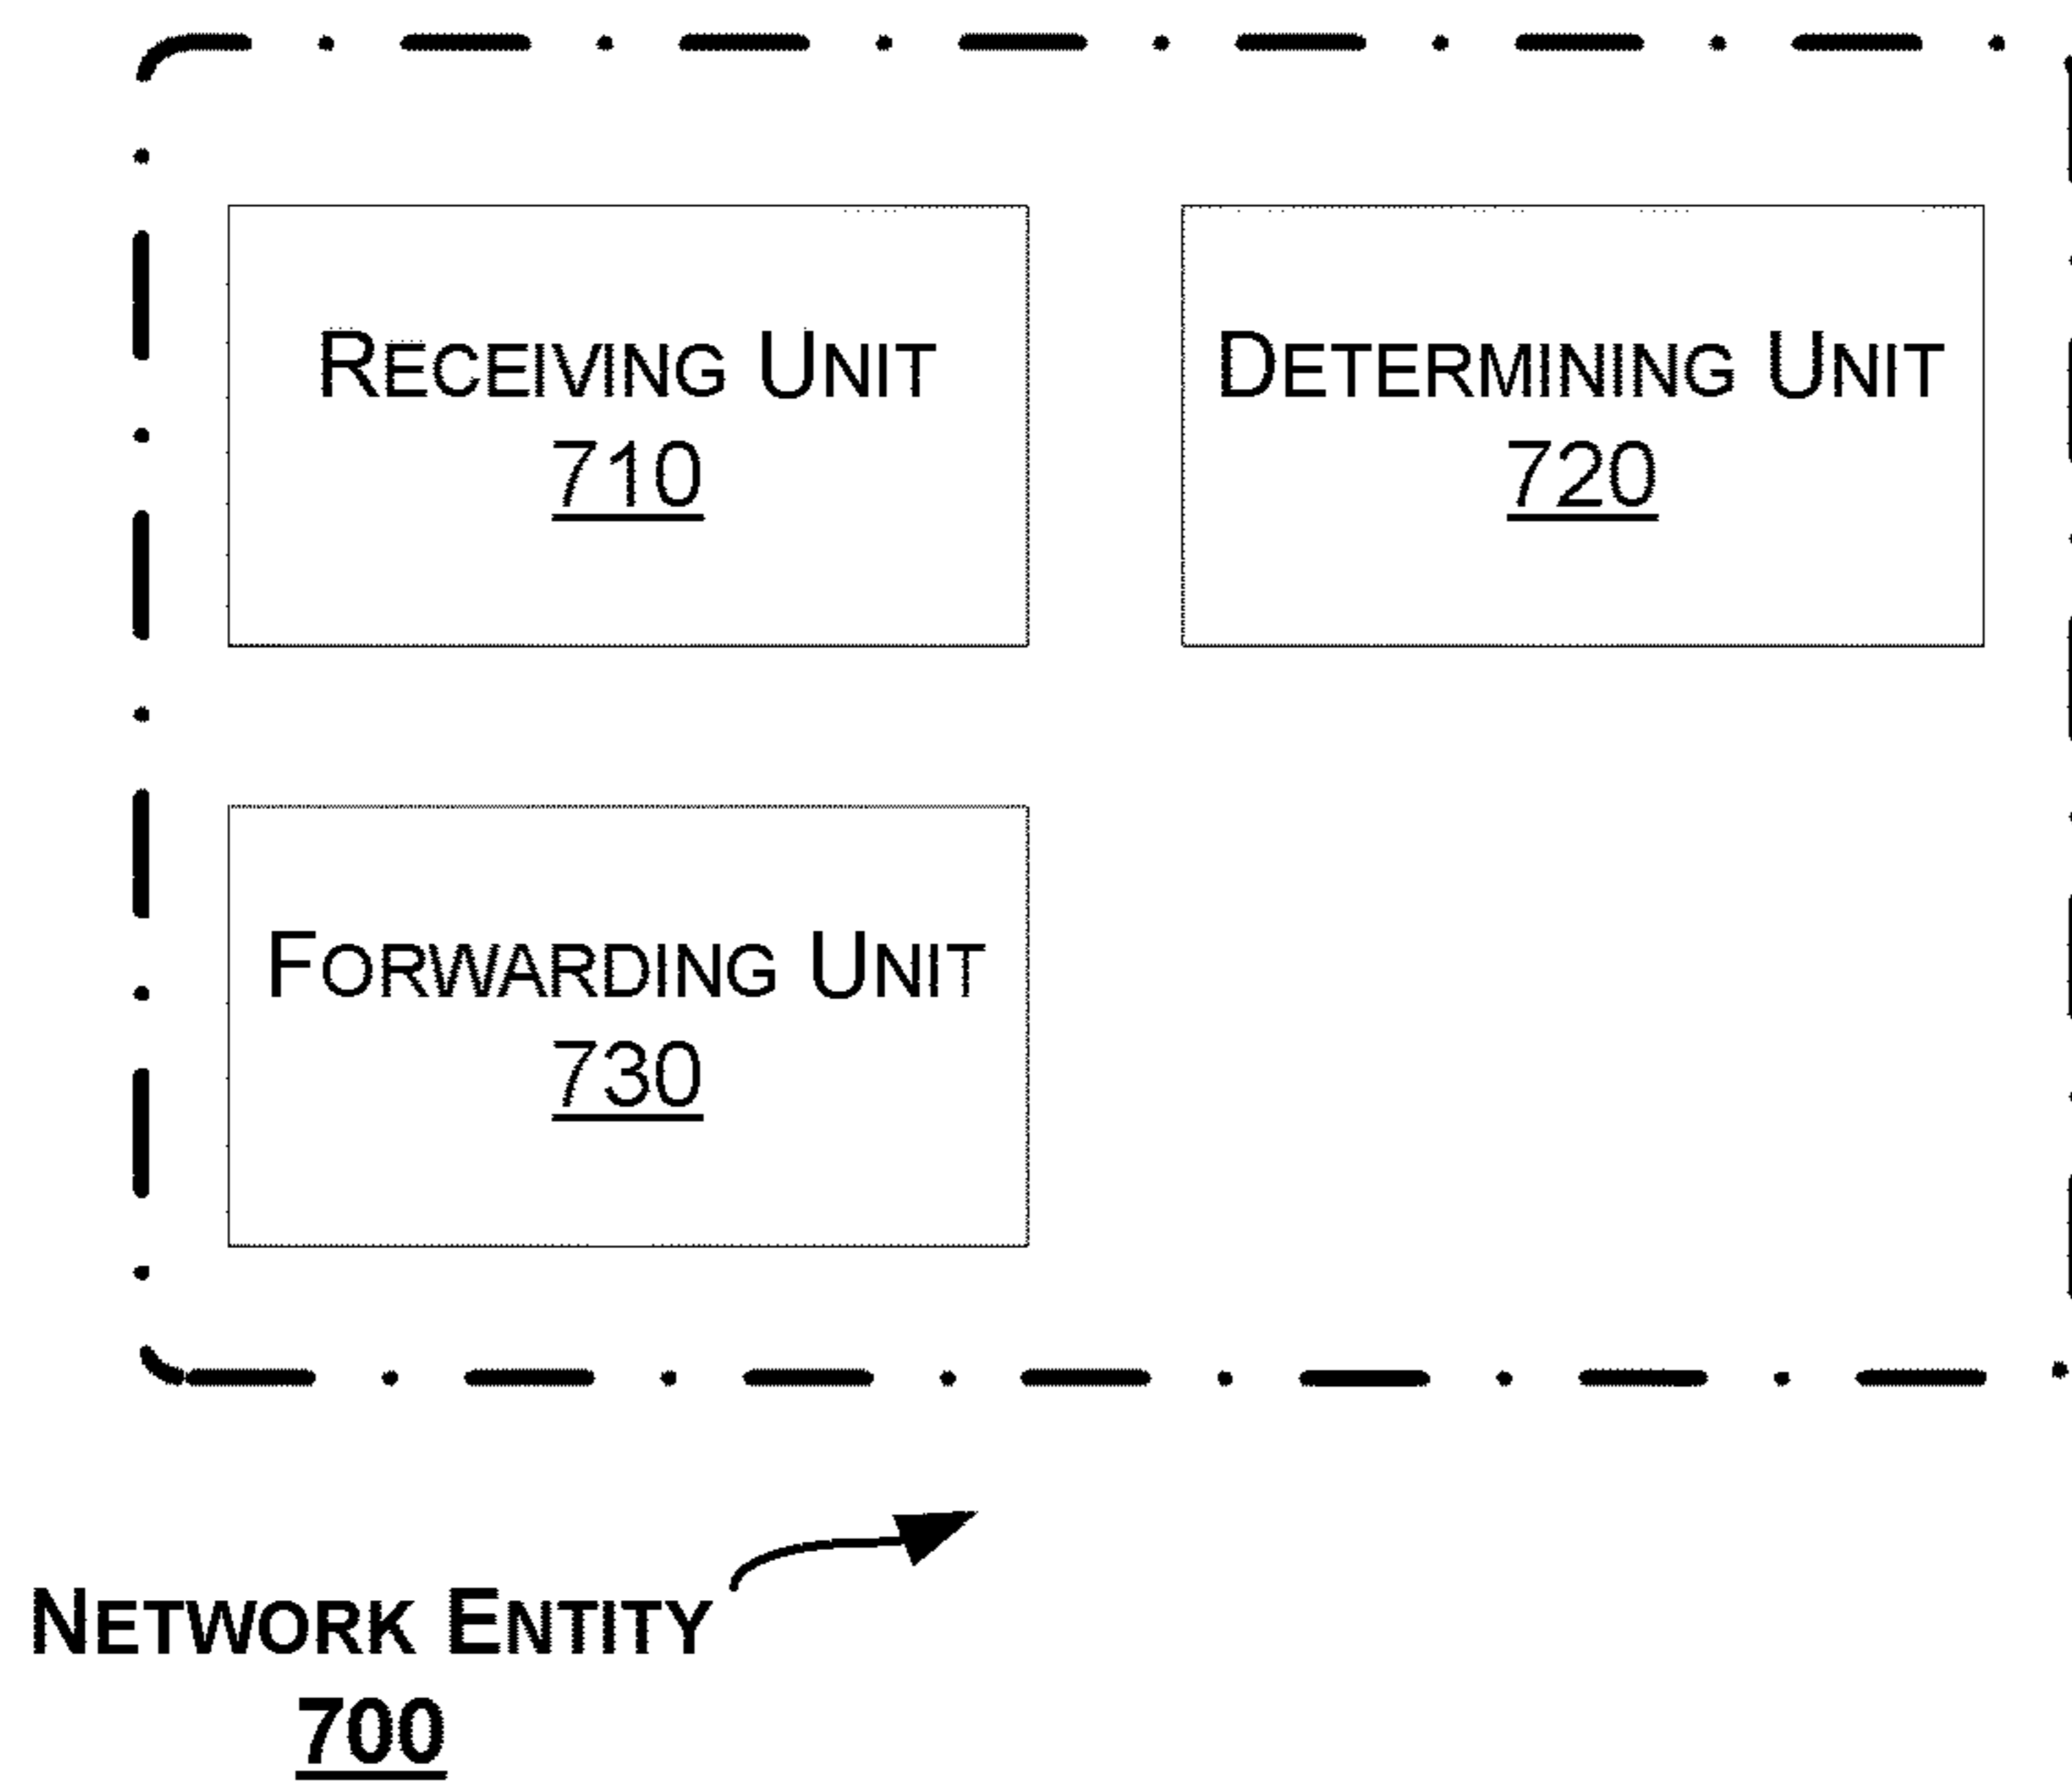 RECEIVING UNIT
710
DETERMINING UNIT
720
FORWARDING UNIT
730
NETWORK ENTITY
700